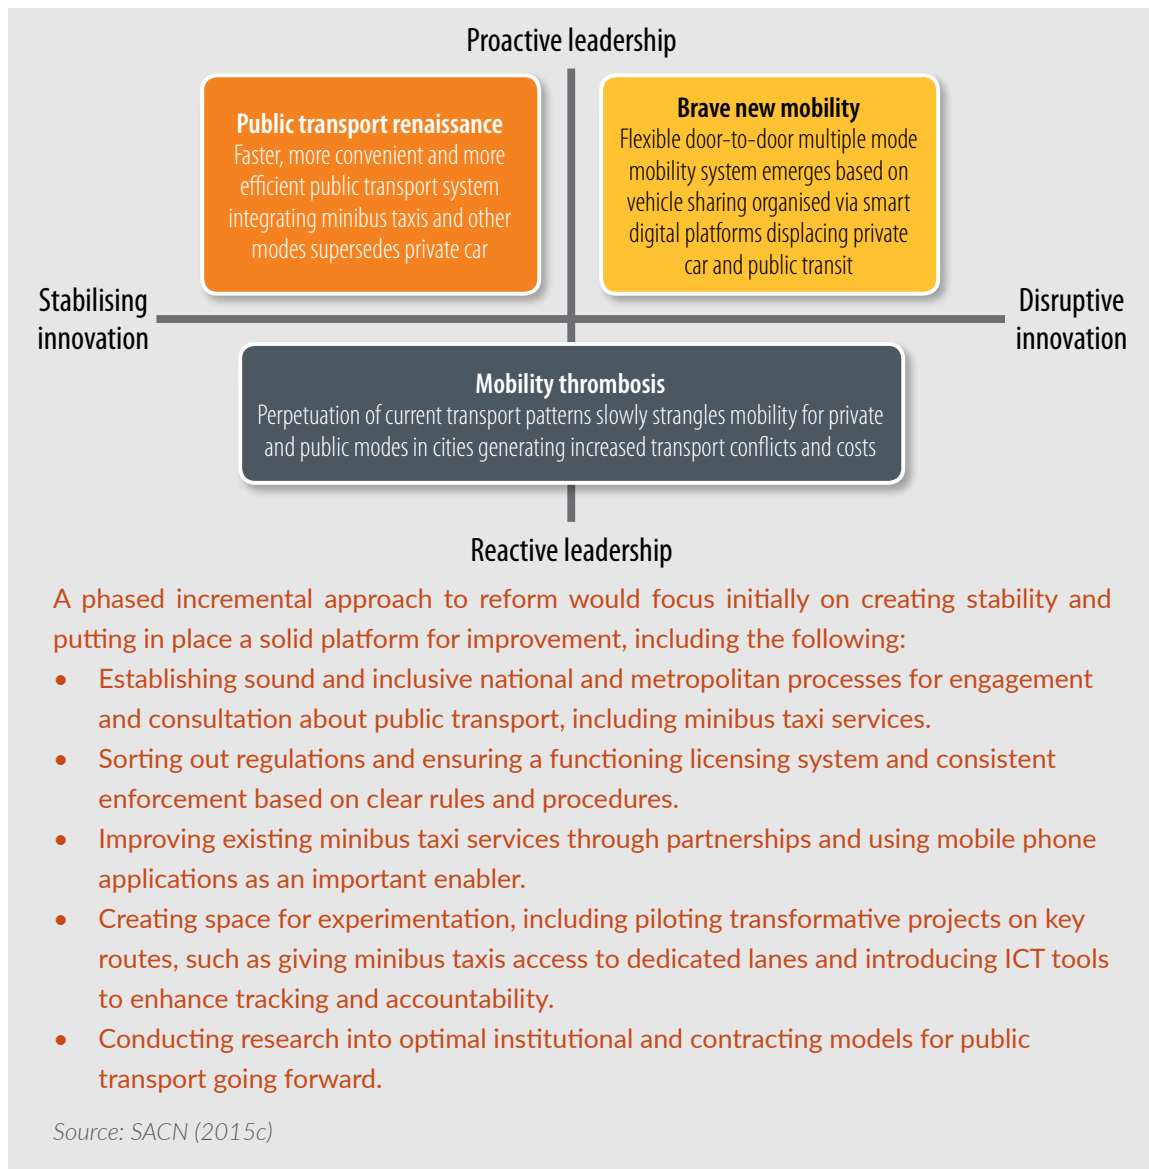 Proactive leadership
Public transport renaissance
Faster, more convenient and more
efficient public transport system
integrating minibus taxis and other
modes supersedes private car
Brave new mobility
Flexible door-to-door multiple mode
mobility system emerges based on
vehicle sharing organised via smart
digital platforms displacing private
car and public transit
Stabilising
innovation
Disruptive
innovation
Mobility thrombosis
Perpetuation of current transport patterns slowly strangles mobility for private
and public modes in cities generating increased transport conflicts and costs
Reactive leadership
A phased incremental approach to reform would focus initially on creating stability and
putting in place a solid platform for improvement, including the following:
• Establishing sound and inclusive national and metropolitan processes for engagement
and consultation about public transport, including minibus taxi services.
• Sorting out regulations and ensuring a functioning licensing system and consistent
enforcement based on clear rules and procedures.
• Improving existing minibus taxi services through partnerships and using mobile phone
applications as an important enabler.
• Creating space for experimentation, including piloting transformative projects on key
routes, such as giving minibus taxis access to dedicated lanes and introducing ICT tools
to enhance tracking and accountability.
• Conducting research into optimal institutional and contracting models for public
transport going forward.
Source: SACN (2015c)